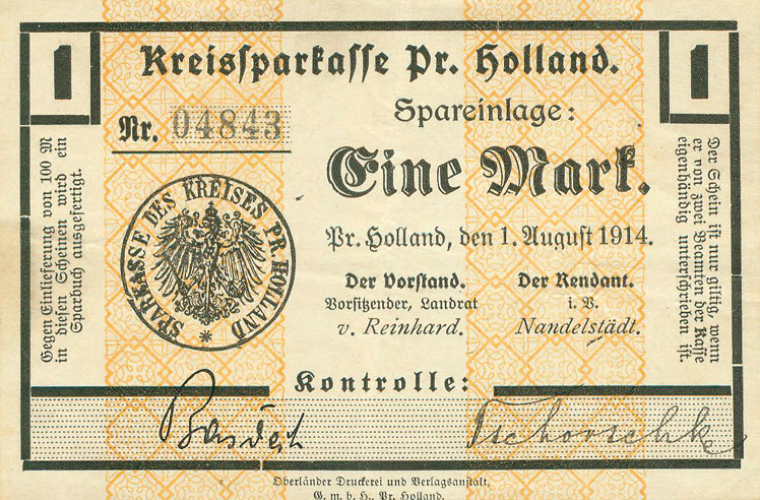 1
1
Kreissparkasse Pr. Holland.
Nr. 04843
Spareinlage:
Eine Mark.
Pr. Holland, den 1. August 1914.
Der Vorstand.
Vorsitzender, Landrat
v. Reinhard.
Der Rendant.
i. V.
Nandelstädt.
SPARKASSE DES KREISES PR. HOLLAND
Gegen Einlieferung von 100 M
in diesen Scheinen wird ein
Sparbuch ausgefertigt.
Der Schein ist nur giltig, wenn
er von zwei Beamten der Kasse
eigenhändig unterschrieben ist.
Kontrolle:
Tschorschke
Oberländer Druckerei und Verlagsanstalt,
G. m. b. H., Pr. Holland.